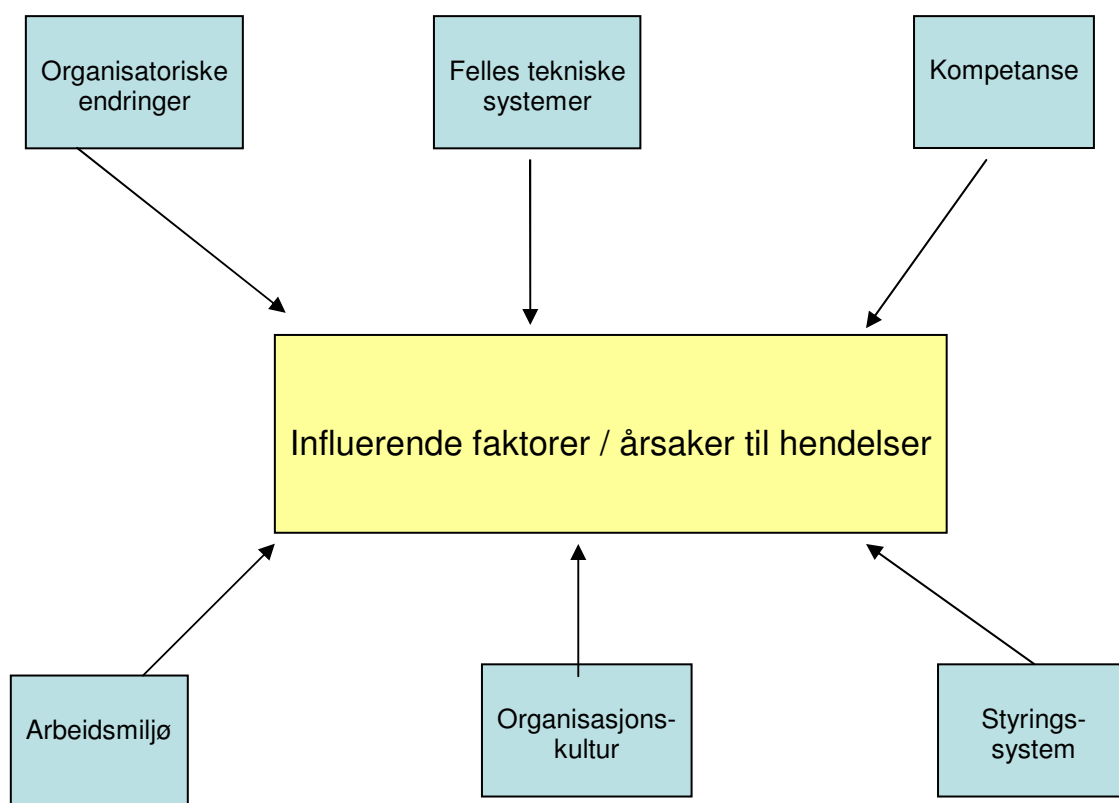 Organisatoriske
endringer
Felles tekniske
systemer
Kompetanse
Influerende faktorer / årsaker til hendelser
Arbeidsmiljø
Organisasjons-
kultur
Styrings-
system